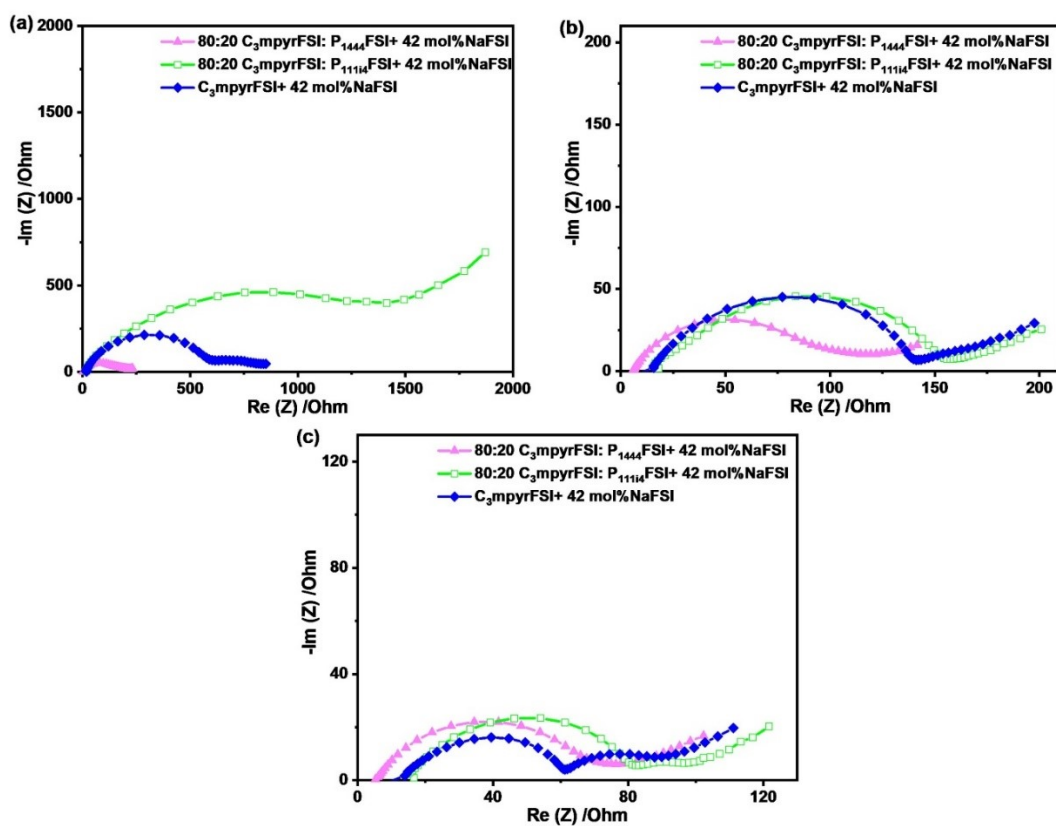 (a)
80:20 C₃mpyrFSI: P₁₄₄₄FSI+ 42 mol%NaFSI
80:20 C₃mpyrFSI: P₁₁₁ᵢ₄FSI+ 42 mol%NaFSI
C₃mpyrFSI+ 42 mol%NaFSI
2000
1500
1000
500
0
-Im (Z) /Ohm
0 500 1000 1500 2000
Re (Z) /Ohm
(b)
80:20 C₃mpyrFSI: P₁₄₄₄FSI+ 42 mol%NaFSI
80:20 C₃mpyrFSI: P₁₁₁ᵢ₄FSI+ 42 mol%NaFSI
C₃mpyrFSI+ 42 mol%NaFSI
200
150
100
50
0
-Im (Z) /Ohm
0 50 100 150 200
Re (Z) /Ohm
(c)
80:20 C₃mpyrFSI: P₁₄₄₄FSI+ 42 mol%NaFSI
80:20 C₃mpyrFSI: P₁₁₁ᵢ₄FSI+ 42 mol%NaFSI
C₃mpyrFSI+ 42 mol%NaFSI
120
80
40
0
-Im (Z) /Ohm
0 40 80 120
Re (Z) /Ohm